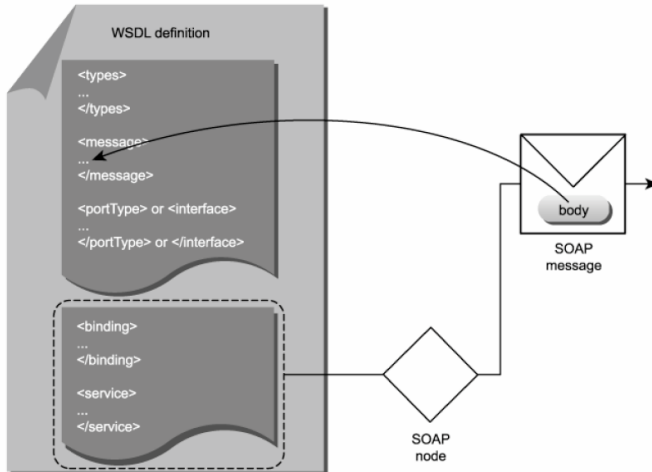 WSDL definition
<types>
...
</types>
<message>
...
</message>
<portType> or <interface>
...
</portType> or </interface>
<binding>
...
</binding>
<service>
...
</service>
body
SOAP
message
SOAP
node